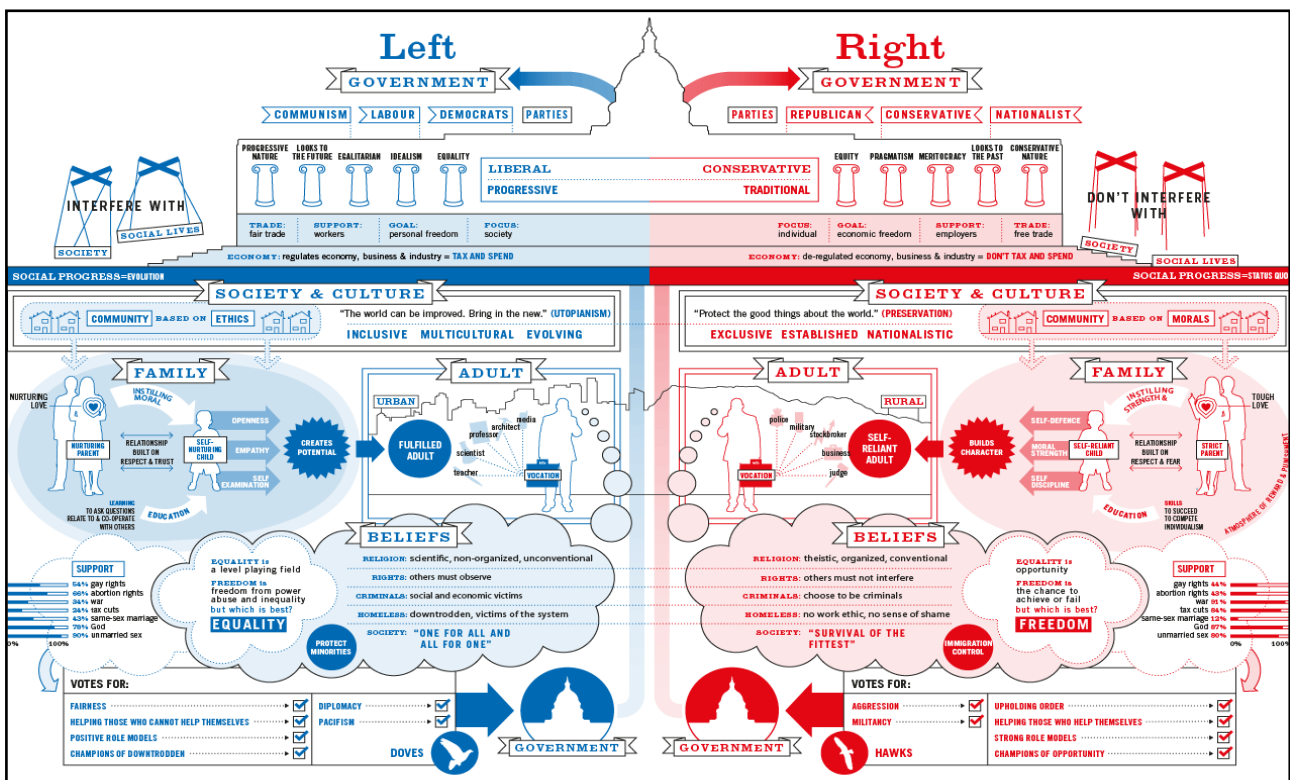 Left
Right
GOVERNMENT
GOVERNMENT
COMMUNISM
LABOUR
DEMOCRATS
PARTIES
PARTIES
REPUBLICAN
CONSERVATIVE
NATIONALIST
PROGRESSIVE
NATURE
LOOKS TO
THE FUTURE
EGALITARIAN
IDEALISM
EQUALITY
LIBERAL
CONSERVATIVE
PROGRESSIVE
TRADITIONAL
EQUITY
PRAGMATISM
MERITOCRACY
LOOKS TO
THE PAST
CONSERVATIVE
NATURE
INTERFERE WITH
SOCIETY
SOCIAL LIVES
DON'T INTERFERE
WITH
SOCIETY
SOCIAL LIVES
TRADE:
fair trade
SUPPORT:
workers
GOAL:
personal freedom
FOCUS:
society
FOCUS:
individual
GOAL:
economic freedom
SUPPORT:
employers
TRADE:
free trade
ECONOMY: regulates economy, business & industry = TAX AND SPEND
ECONOMY: de-regulated economy, business & industry = DON'T TAX AND SPEND
SOCIAL PROGRESS=EVOLUTION
SOCIAL PROGRESS=STATUS QUO
SOCIETY & CULTURE
COMMUNITY BASED ON ETHICS
"The world can be improved. Bring in the new." (UTOPIANISM)
INCLUSIVE MULTICULTURAL EVOLVING
SOCIETY & CULTURE
"Protect the good things about the world." (PRESERVATION)
EXCLUSIVE ESTABLISHED NATIONALISTIC
COMMUNITY BASED ON MORALS
FAMILY
NURTURING
LOVE
INSTILLING
MORAL
NURTURING
PARENT
RELATIONSHIP
BUILT ON
RESPECT & TRUST
SELF-
NURTURING
CHILD
OPENNESS
EMPATHY
SELF
EXAMINATION
LEARNING
TO ASK QUESTIONS
RELATE TO & CO-OPERATE
WITH OTHERS
EDUCATION
CREATES
POTENTIAL
ADULT
URBAN
FULFILLED
ADULT
media
architect
professor
scientist
teacher
VOCATION
ADULT
RURAL
police
military
stockbroker
business
judge
VOCATION
SELF-
RELIANT
ADULT
BUILDS
CHARACTER
FAMILY
INSTILLING
STRENGTH &
TOUGH
LOVE
SELF-DEFENCE
MORAL
STRENGTH
SELF
DISCIPLINE
SELF-RELIANT
CHILD
RELATIONSHIP
BUILT ON
RESPECT & FEAR
STRICT
PARENT
EDUCATION
SKILLS
TO SUCCEED
TO COMPETE
INDIVIDUALISM
ATMOSPHERE OF REWARD & PUNISHMENT
SUPPORT
54% gay rights
66% abortion rights
34% war
34% tax cuts
43% same-sex marriage
78% God
90% unmarried sex
0% 100%
EQUALITY is
a level playing field
FREEDOM is
freedom from power
abuse and inequality
but which is best?
EQUALITY
PROTECT
MINORITIES
BELIEFS
RELIGION: scientific, non-organized, unconventional
RIGHTS: others must observe
CRIMINALS: social and economic victims
HOMELESS: downtrodden, victims of the system
SOCIETY: "ONE FOR ALL AND
ALL FOR ONE"
BELIEFS
RELIGION: theistic, organized, conventional
RIGHTS: others must not interfere
CRIMINALS: choose to be criminals
HOMELESS: no work ethic, no sense of shame
SOCIETY: "SURVIVAL OF THE
FITTEST"
IMMIGRATION
CONTROL
EQUALITY is
opportunity
FREEDOM is
the chance to
achieve or fail
but which is best?
FREEDOM
SUPPORT
gay rights 44%
abortion rights 43%
war 91%
tax cuts 64%
same-sex marriage 12%
God 87%
unmarried sex 80%
0% 100%
VOTES FOR:
FAIRNESS
HELPING THOSE WHO CANNOT HELP THEMSELVES
POSITIVE ROLE MODELS
CHAMPIONS OF DOWNTRODDEN
DIPLOMACY
PACIFISM
DOVES
GOVERNMENT
GOVERNMENT
VOTES FOR:
AGGRESSION
MILITANCY
HAWKS
UPHOLDING ORDER
HELPING THOSE WHO HELP THEMSELVES
STRONG ROLE MODELS
CHAMPIONS OF OPPORTUNITY